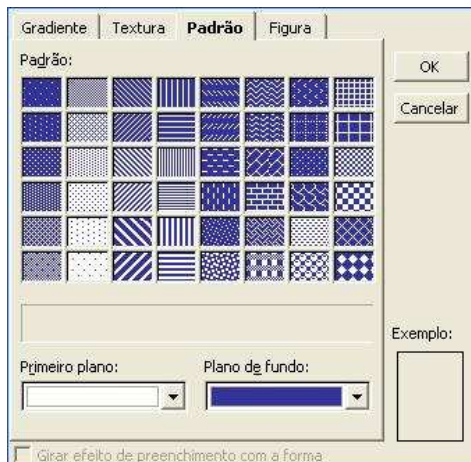 Gradiente Textura Padrão Figura
Padrão:
OK
Cancelar
Exemplo:
Primeiro plano: Plano de fundo:
Girar efeito de preenchimento com a forma